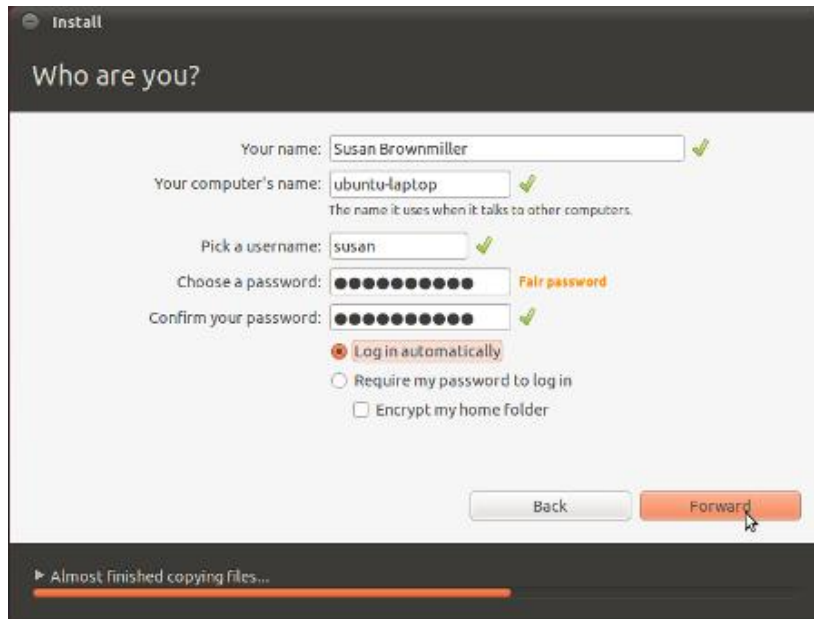 Install
Who are you?
Your name: Susan Brownmiller
Your computer's name: ubuntu-laptop
The name it uses when it talks to other computers.
Pick a username: susan
Choose a password: ●●●●●●●●●● Fair password
Confirm your password: ●●●●●●●●●●
Log in automatically
Require my password to log in
Encrypt my home folder
Back Forward
Almost finished copying files...